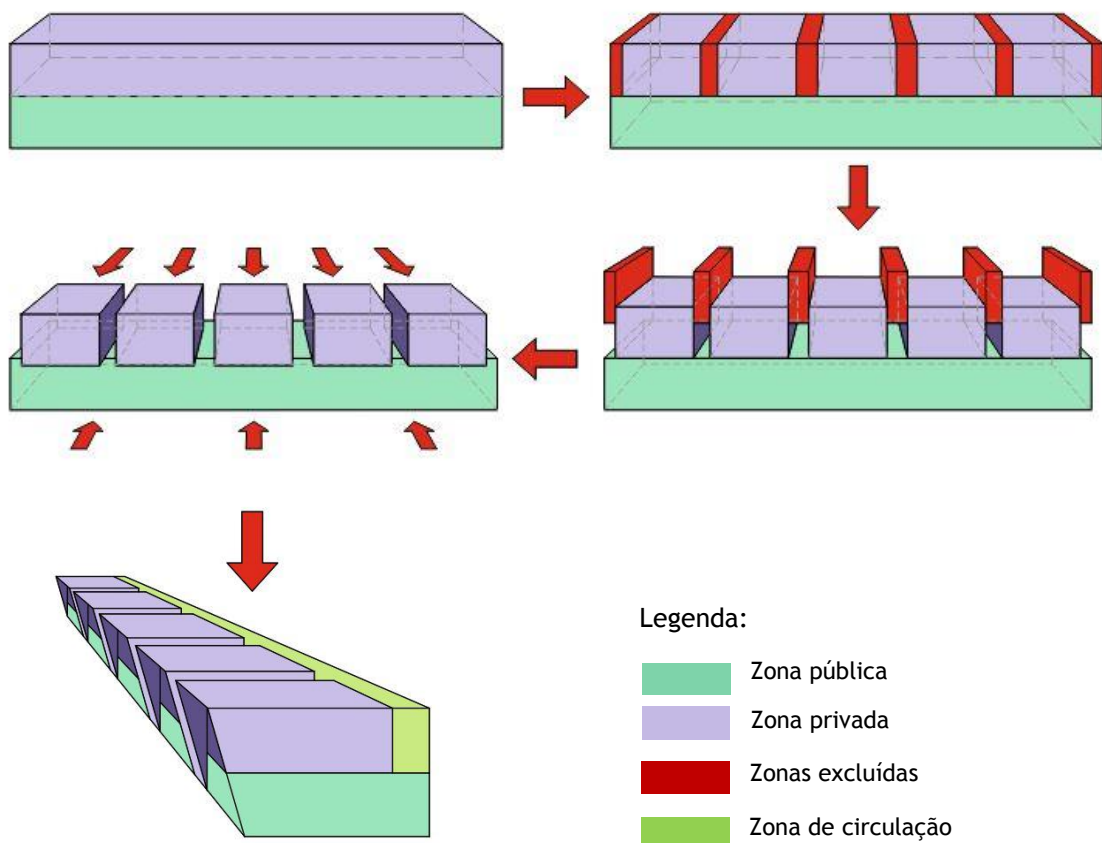 Legenda:
Zona pública
Zona privada
Zonas excluídas
Zona de circulação